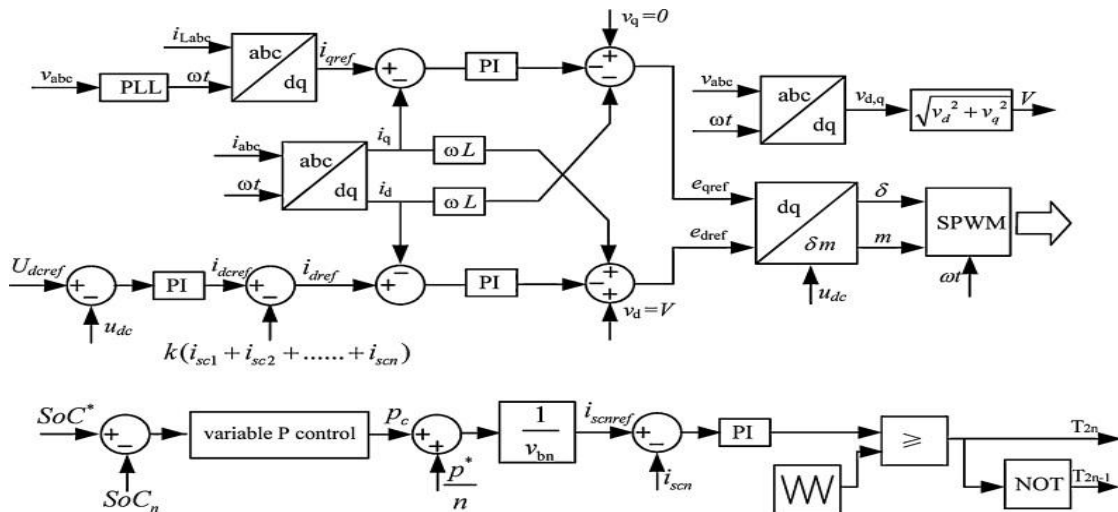 i_Labc
abc
dq
i_qref
v_abc
PLL
ωt
+
−
PI
v_q=0
+
−
−
v_abc
ωt
abc
dq
v_d,q
√(v_d² + v_q²)
V
i_abc
ωt
abc
dq
i_q
ωL
i_d
ωL
e_qref
e_dref
dq
δm
δ
m
SPWM
ωt
u_dc
U_dcref
+
−
u_dc
PI
i_dcref
+
−
i_dref
+
−
PI
+
−
+
v_d=V
k(i_sc1 + i_sc2 + ...... + i_scn)
SoC*
+
−
SoC_n
variable P control
p_c
+
+
p*/n
1/v_bn
i_scnref
+
−
i_scn
PI
≥
T_2n
NOT
T_2n-1